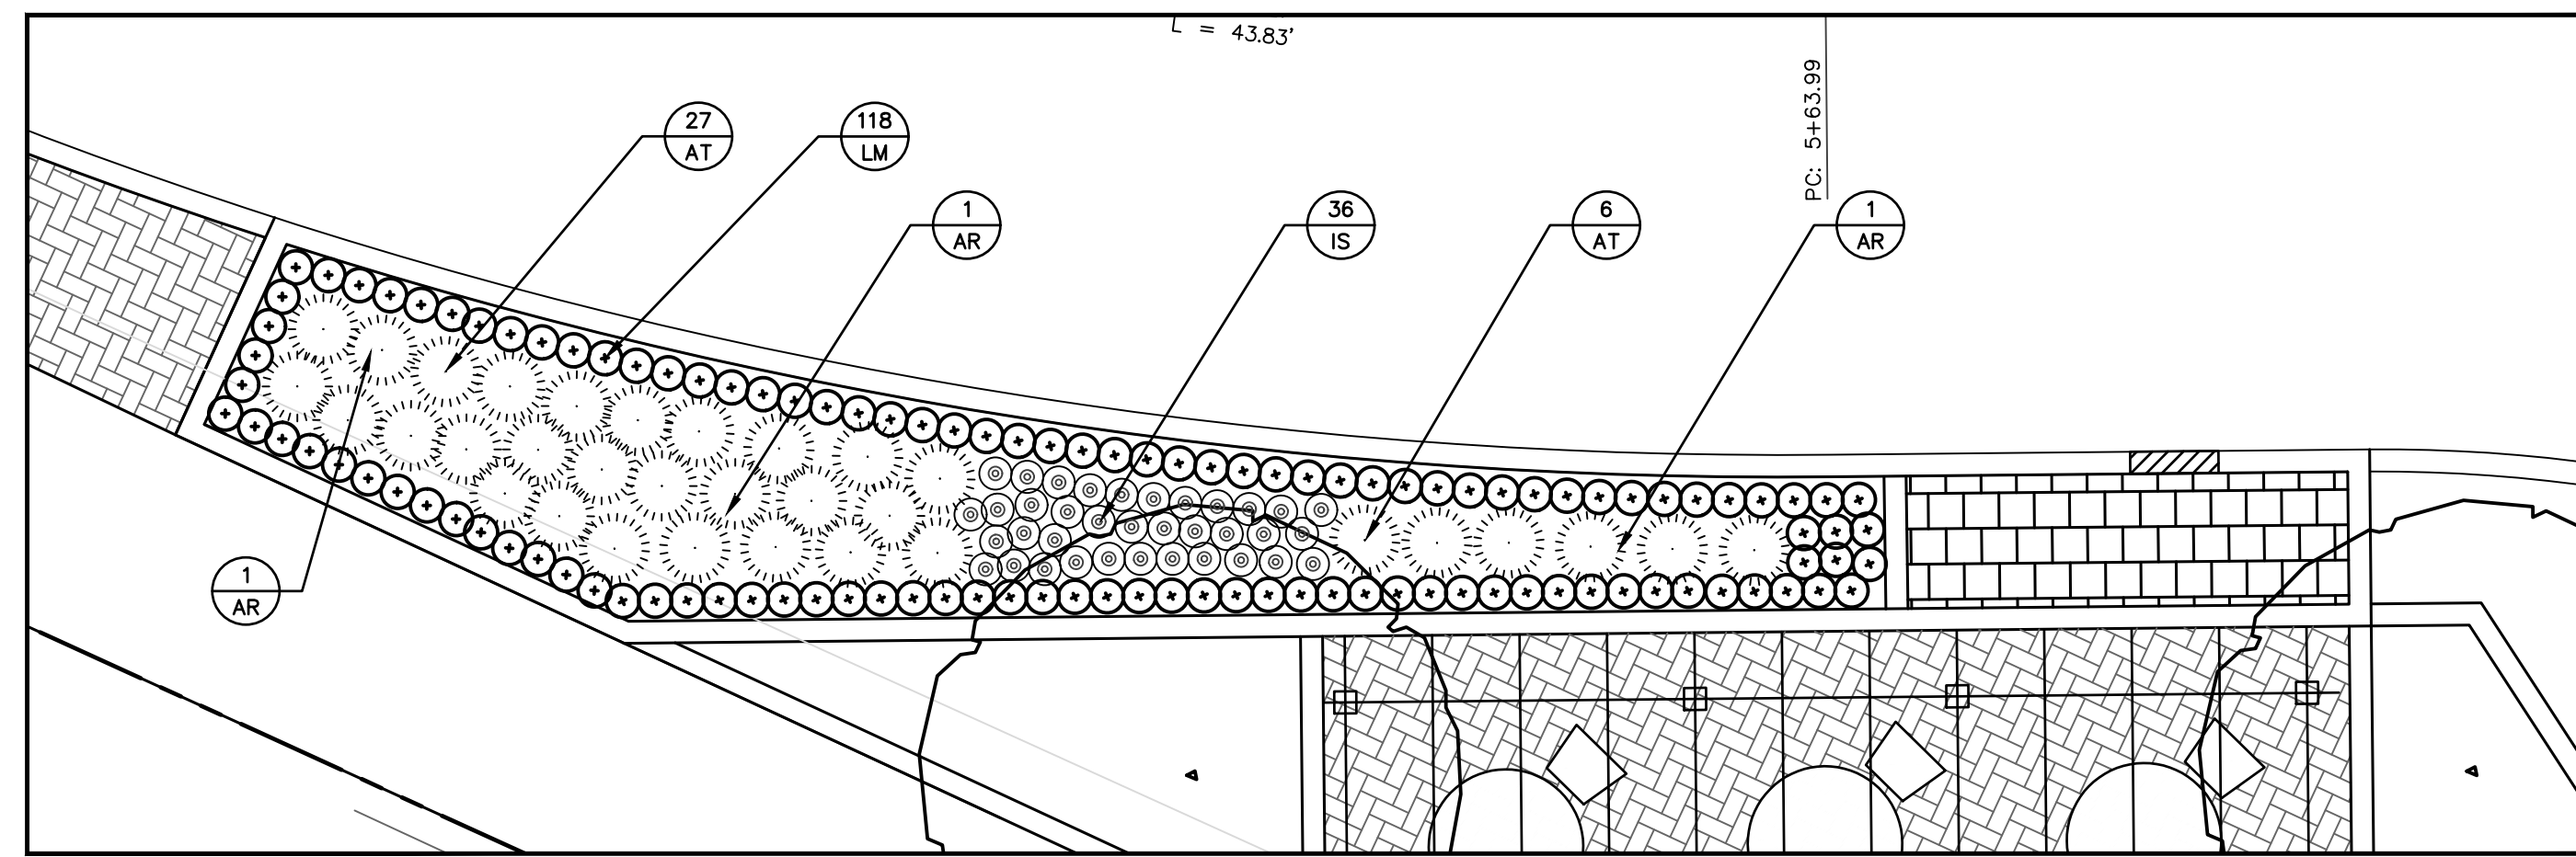 L = 43.83'
PC: 5+63.99
27
AT
118
LM
1
AR
36
IS
6
AT
1
AR
1
AR